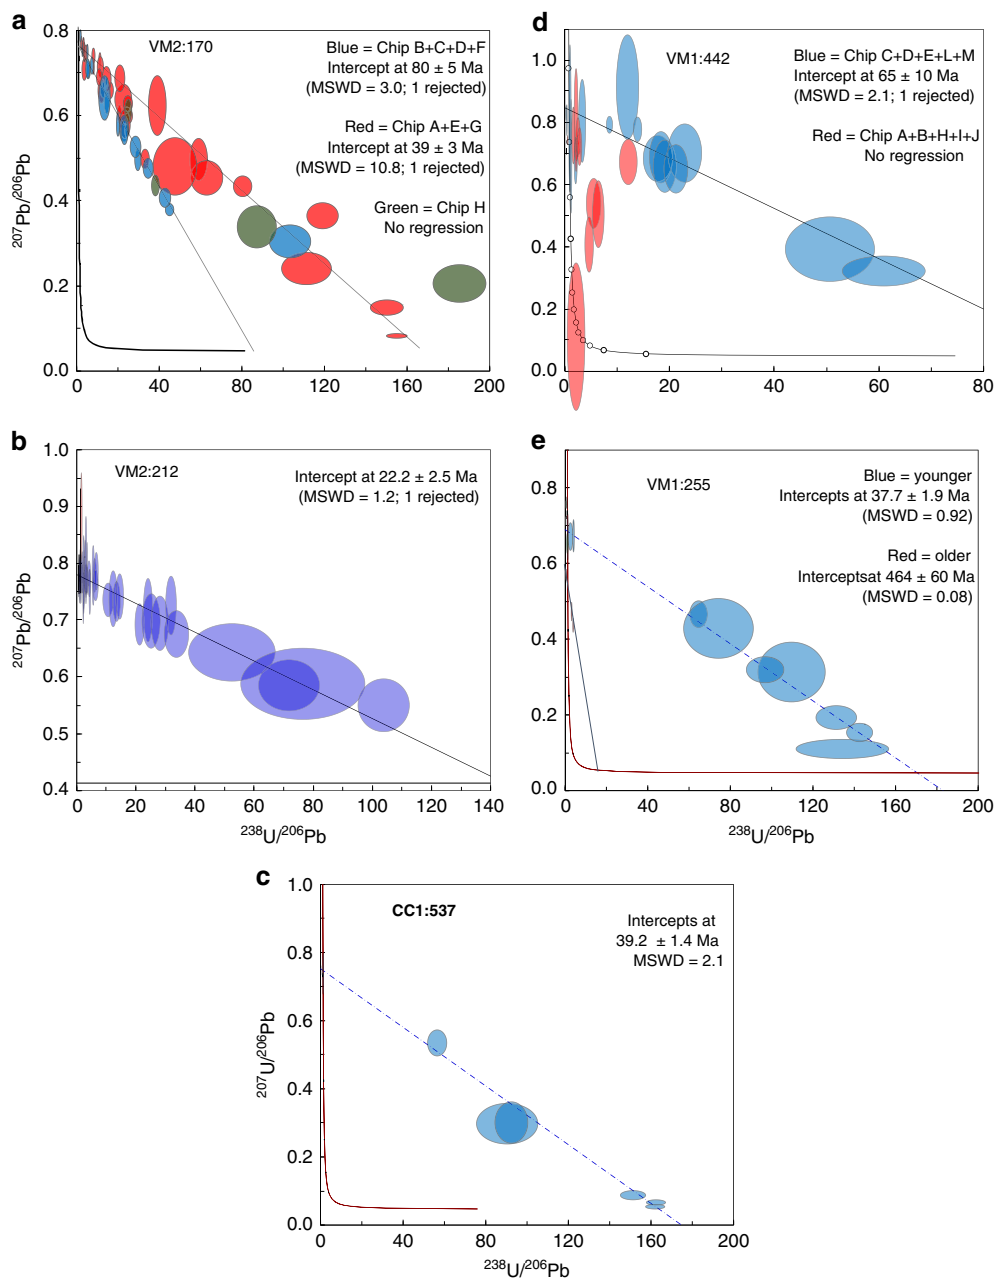 a
VM2:170
Blue = Chip B+C+D+F
Intercept at 80 ± 5 Ma
(MSWD = 3.0; 1 rejected)
Red = Chip A+E+G
Intercept at 39 ± 3 Ma
(MSWD = 10.8; 1 rejected)
Green = Chip H
No regression
0.8
0.6
0.4
0.2
0.0
207Pb/206Pb
0 40 80 120 160 200
d
VM1:442
Blue = Chip C+D+E+L+M
Intercept at 65 ± 10 Ma
(MSWD = 2.1; 1 rejected)
Red = Chip A+B+H+I+J
No regression
1.0
0.8
0.6
0.4
0.2
0.0
0 20 40 60 80
b
VM2:212
Intercept at 22.2 ± 2.5 Ma
(MSWD = 1.2; 1 rejected)
1.0
0.9
0.8
0.7
0.6
0.5
0.4
207Pb/206Pb
0 20 40 60 80 100 120 140
238U/206Pb
e
VM1:255
Blue = younger
Intercepts at 37.7 ± 1.9 Ma
(MSWD = 0.92)
Red = older
Interceptsat 464 ± 60 Ma
(MSWD = 0.08)
0.8
0.6
0.4
0.2
0.0
0 40 80 120 160 200
238U/206Pb
c
CC1:537
Intercepts at
39.2 ± 1.4 Ma
MSWD = 2.1
1.0
0.8
0.6
0.4
0.2
0.0
207U/206Pb
0 40 80 120 160 200
238U/206Pb